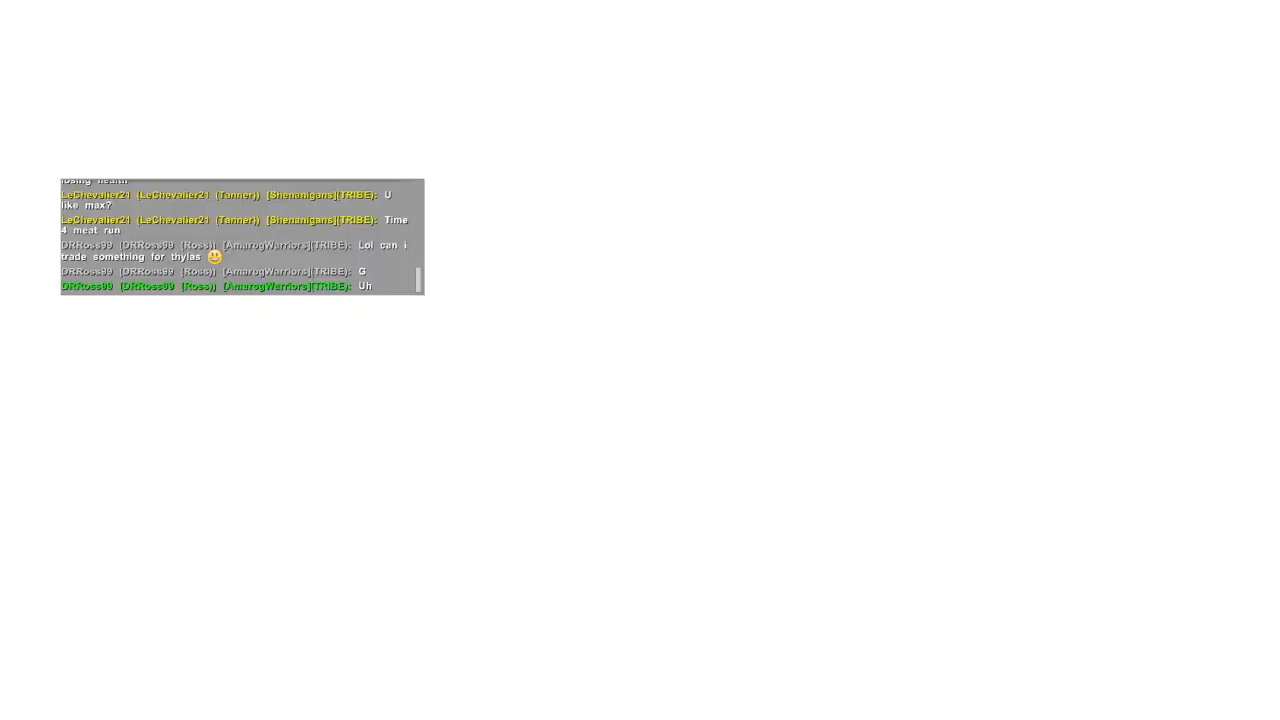 losing health
LeChevalier21 (LeChevalier21 (Tanner)) [Shenanigans](TRIBE): U
like max?
LeChevalier21 (LeChevalier21 (Tanner)) [Shenanigans](TRIBE): Time
4 meat run
DRRoss99 (DRRoss99 (Ross)) [AmarogWarriors](TRIBE): Lol can i
trade something for thylas 😃
DRRoss99 (DRRoss99 (Ross)) [AmarogWarriors](TRIBE): G
DRRoss99 (DRRoss99 (Ross)) [AmarogWarriors](TRIBE): Uh